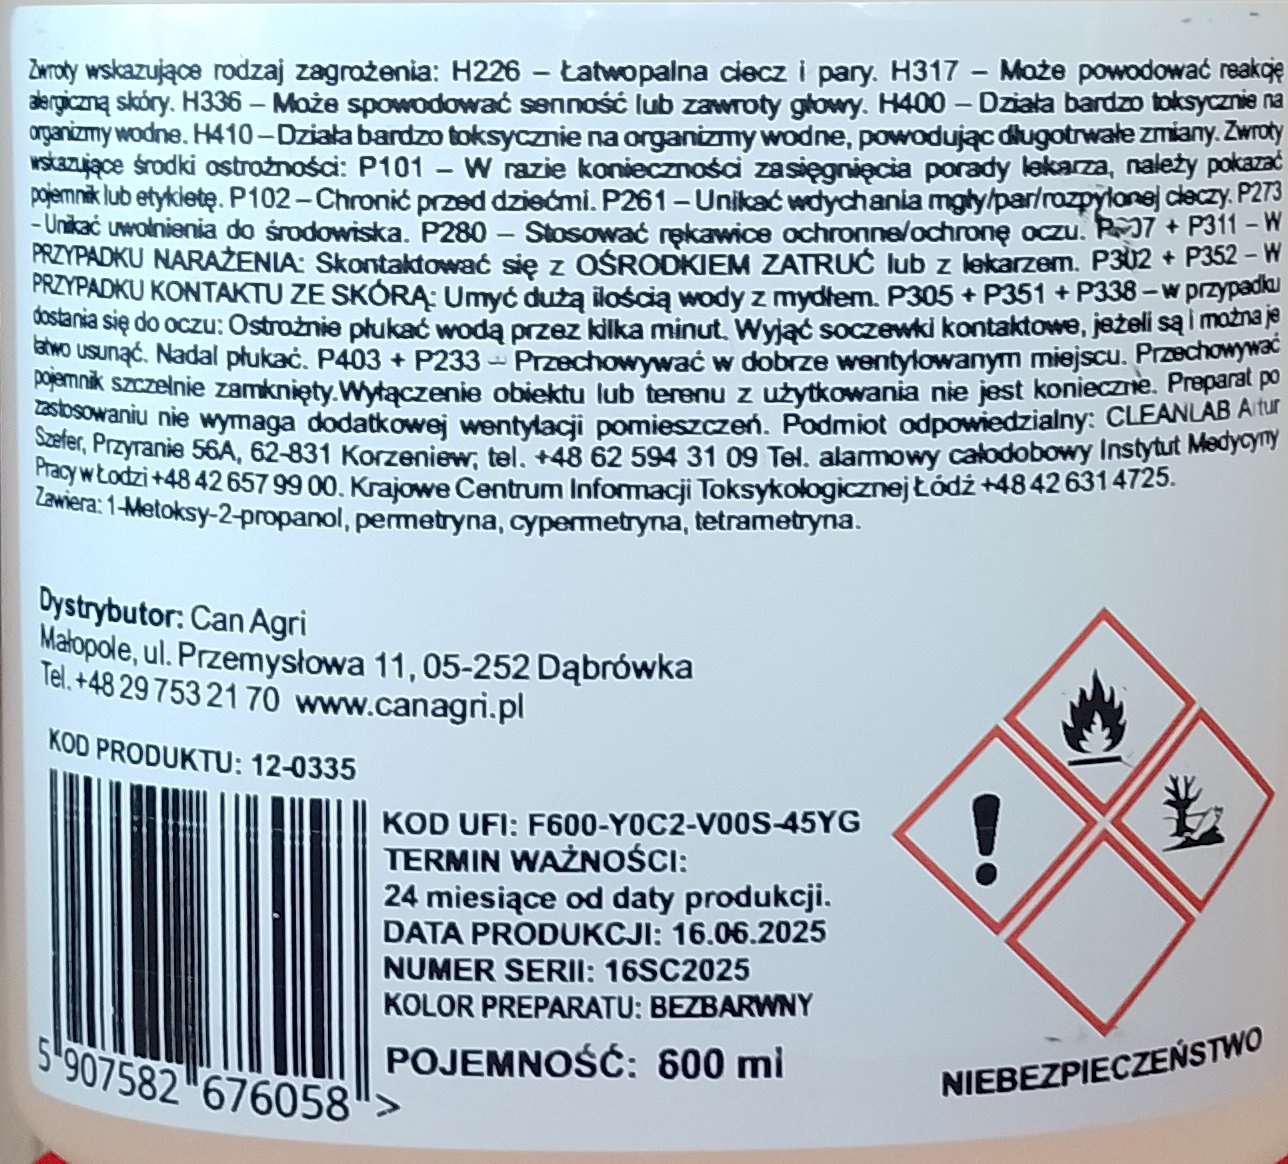 Zwroty wskazujące rodzaj zagrożenia: H226 – Łatwopalna ciecz i pary. H317 – Może powodować reakcję
alergiczną skóry. H336 – Może spowodować senność lub zawroty głowy. H400 – Działa bardzo toksycznie na
organizmy wodne. H410 – Działa bardzo toksycznie na organizmy wodne, powodując długotrwałe zmiany. Zwroty
wskazujące środki ostrożności: P101 – W razie konieczności zasięgnięcia porady lekarza, należy pokazać
pojemnik lub etykietę. P102 – Chronić przed dziećmi. P261 – Unikać wdychania mgły/par/rozpylonej cieczy. P273
– Unikać uwolnienia do środowiska. P280 – Stosować rękawice ochronne/ochronę oczu. + P311 – W
PRZYPADKU NARAŻENIA: Skontaktować się z OŚRODKIEM ZATRUĆ lub z lekarzem. P302 + P352 – W
PRZYPADKU KONTAKTU ZE SKÓRĄ: Umyć dużą ilością wody z mydłem. P305 + P351 + P338 – w przypadku
dostania się do oczu: Ostrożnie płukać wodą przez kilka minut. Wyjąć soczewki kontaktowe, jeżeli są i można je
łatwo usunąć. Nadal płukać. P403 + P233 – Przechowywać w dobrze wentylowanym miejscu. Przechowywać
pojemnik szczelnie zamknięty.Wyłączenie obiektu lub terenu z użytkowania nie jest konieczne. Preparat po
zastosowaniu nie wymaga dodatkowej wentylacji pomieszczeń. Podmiot odpowiedzialny: CLEANLAB Artur
Szefer, Przyranie 56A, 62-831 Korzeniew; tel. +48 62 594 31 09 Tel. alarmowy całodobowy Instytut Medycyny
Pracy w Łodzi +48 42 657 99 00. Krajowe Centrum Informacji Toksykologicznej Łódź +48 42 631 4725.
Zawiera: 1-Metoksy-2-propanol, permetryna, cypermetryna, tetrametryna.
Dystrybutor: Can Agri
Małopole, ul. Przemysłowa 11, 05-252 Dąbrówka
Tel. +48 29 753 21 70 www.canagri.pl
KOD PRODUKTU: 12-0335
KOD UFI: F600-Y0C2-V00S-45YG
TERMIN WAŻNOŚCI:
24 miesiące od daty produkcji.
DATA PRODUKCJI: 16.06.2025
NUMER SERII: 16SC2025
KOLOR PREPARATU: BEZBARWNY
POJEMNOŚĆ: 600 ml
5 907582 676058 >
NIEBEZPIECZEŃSTWO